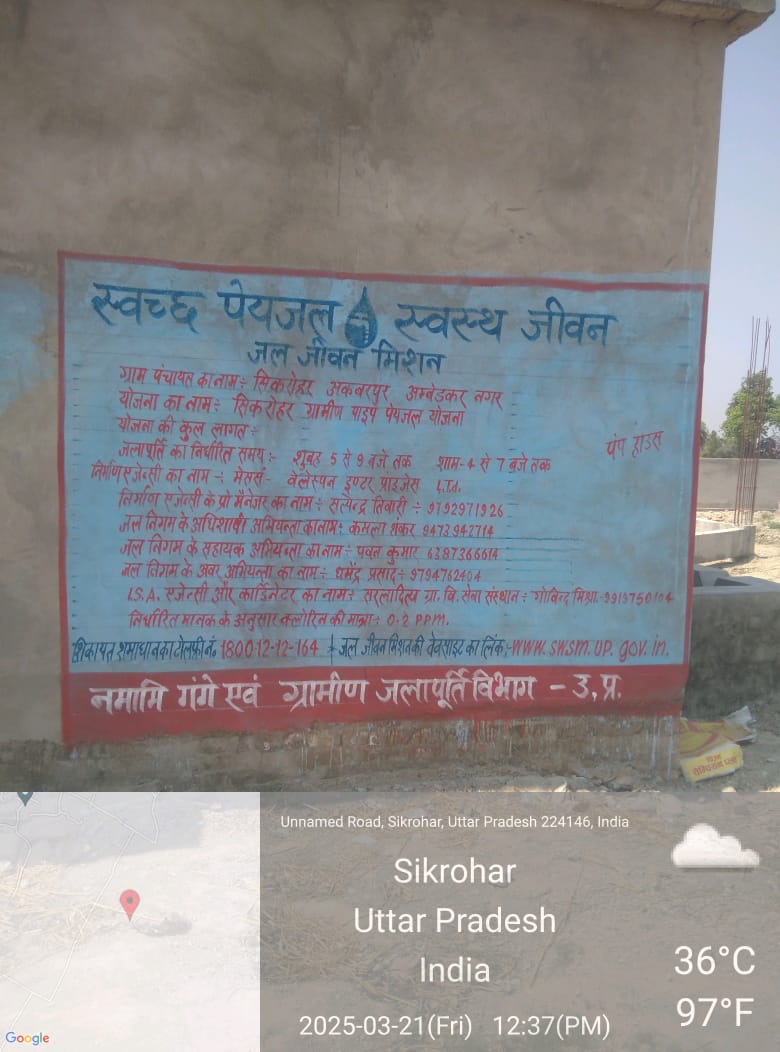 स्वच्छ पेयजल स्वस्थ जीवन
जल जीवन मिशन
ग्राम पंचायत का नाम÷ सिकरोहर अकबरपुर अम्बेडकर नगर
योजना का नाम÷ सिकरोहर ग्रामीण पाइप पेयजल योजना
योजना की कुल लागत÷
जलापूर्ति का निर्धारित समय÷ शुबह 5 से 9 बजे तक शाम-4 से 7 बजे तक
पंप हाउस
निर्माण एजेन्सी का नाम ÷ मेसर्स वेलेस्पन इण्टर प्राइजेस L.T.d.
निर्माण एजेन्सी के प्रो मैनेजर का नाम ÷ सत्येन्द्र तिवारी ÷ 9792971926
जल निगम के अधिशाषी अभियन्ता का नाम÷ कमला शंकर 9473942714
जल निगम के सहायक अभियन्ता का नाम÷ पवन कुमार 6387366614
जल निगम के अवर अभियन्ता का नाम÷ धर्मेन्द्र प्रसाद÷ 9794762404
I.S.A. एजेन्सी और कार्डिनेटर का नाम÷ सरलादित्य ग्रा. वि. सेवा संस्थान ÷ गोविन्द मिश्रा.-9919750104
निर्धारित मानक के अनुसार क्लोरिन की मात्रा÷ 0.2 PPM.
शिकायत शमाधान का टोलफ्री नं. 1800-12-12-164 जल जीवन मिशन की वेबसाइट का लिंक:-www.swsm.up.gov.in.
नमामि गंगे एवं ग्रामीण जलापूर्ति विभाग - उ.प्र.
Unnamed Road, Sikrohar, Uttar Pradesh 224146, India
Sikrohar
Uttar Pradesh
India
36°C
97°F
2025-03-21(Fri) 12:37(PM)
Google